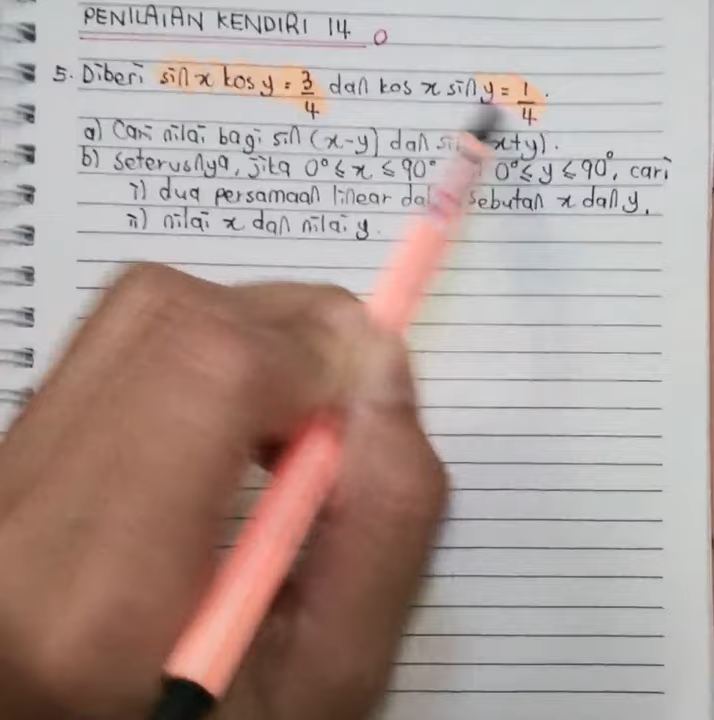 PENILAIAN KENDIRI 14
5. Diberi sin x kos y = 3/4 dan kos x sin y = 1/4.
a) Cari nilai bagi sin (x-y) dan x+y).
b) Seterusnya, jika 0° ≤ x ≤ 90° 0° ≤ y ≤ 90°, cari
i) dua persamaan linear sebutan x dan y.
ii) nilai x dan nilai y.